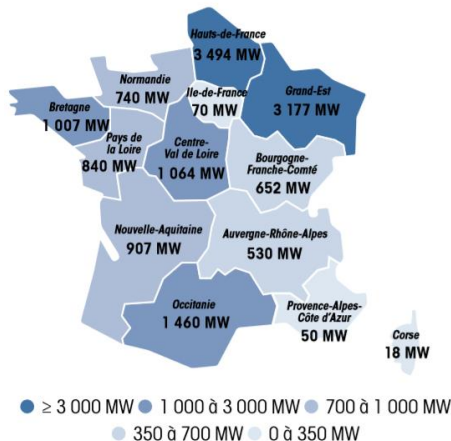 Hauts-de-France
3 494 MW
Normandie
740 MW
Ile-de-France
70 MW
Grand-Est
3 177 MW
Bretagne
1 007 MW
Pays de
la Loire
840 MW
Centre-
Val de Loire
1 064 MW
Bourgogne-
Franche-Comté
652 MW
Nouvelle-Aquitaine
907 MW
Auvergne-Rhône-Alpes
530 MW
Occitanie
1 460 MW
Provence-Alpes-
Côte d'Azur
50 MW
Corse
18 MW
≥ 3 000 MW 1 000 à 3 000 MW 700 à 1 000 MW
350 à 700 MW 0 à 350 MW